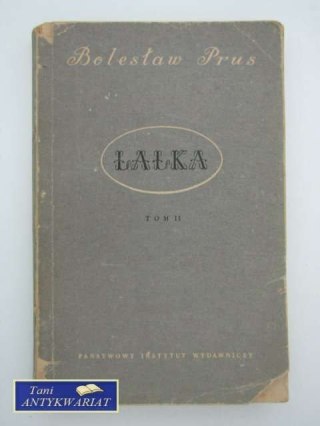 Bolesław Prus
LALKA
TOM II
PAŃSTWOWY INSTYTUT WYDAWNICZY
Tani
ANTYKWARIAT